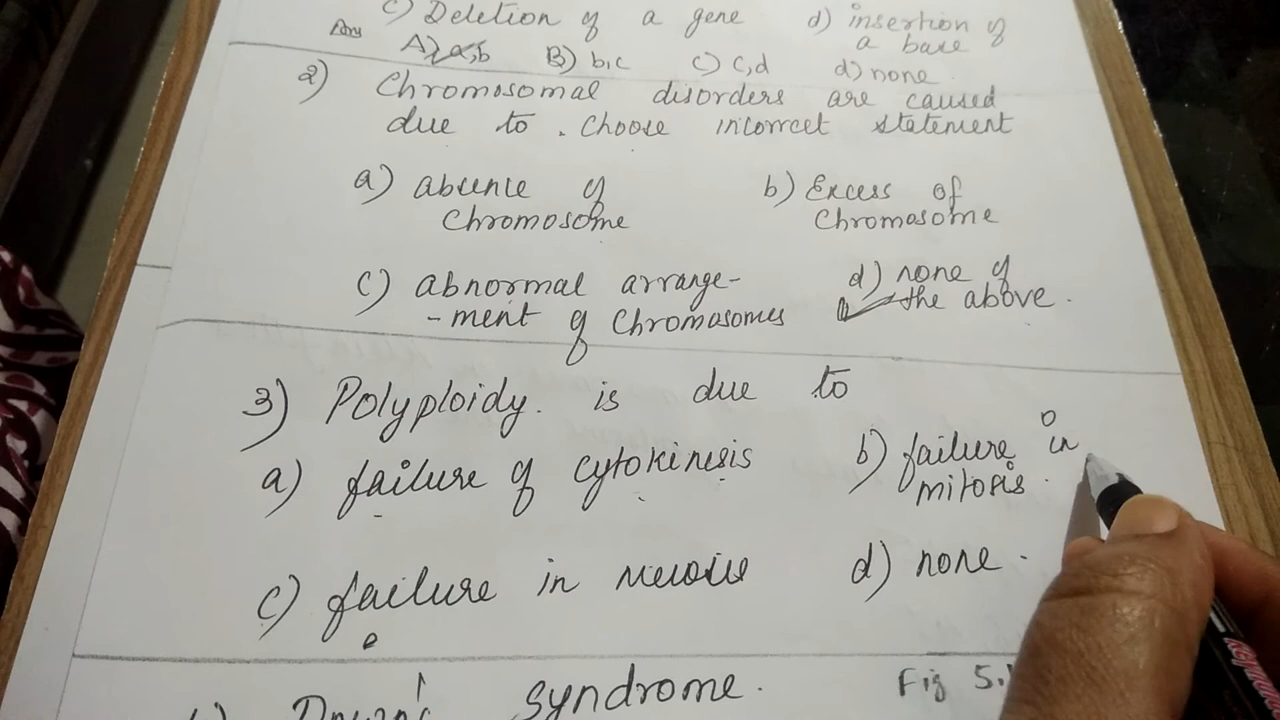 c) Deletion of a gene d) insertion of
a base
Ans A) a,b B) b,c C) c,d d) none
2) Chromosomal disorders are caused
due to . Choose incorrect statement
a) absence of
chromosome
b) Excess of
Chromosome
c) abnormal arrange-
-ment of Chromosomes
d) none of
the above.
3) Polyploidy. is due to
a) failure of cytokinesis
b) failure in
mitosis.
c) failure in meiosis
d) none.
syndrome.
Fig 5.